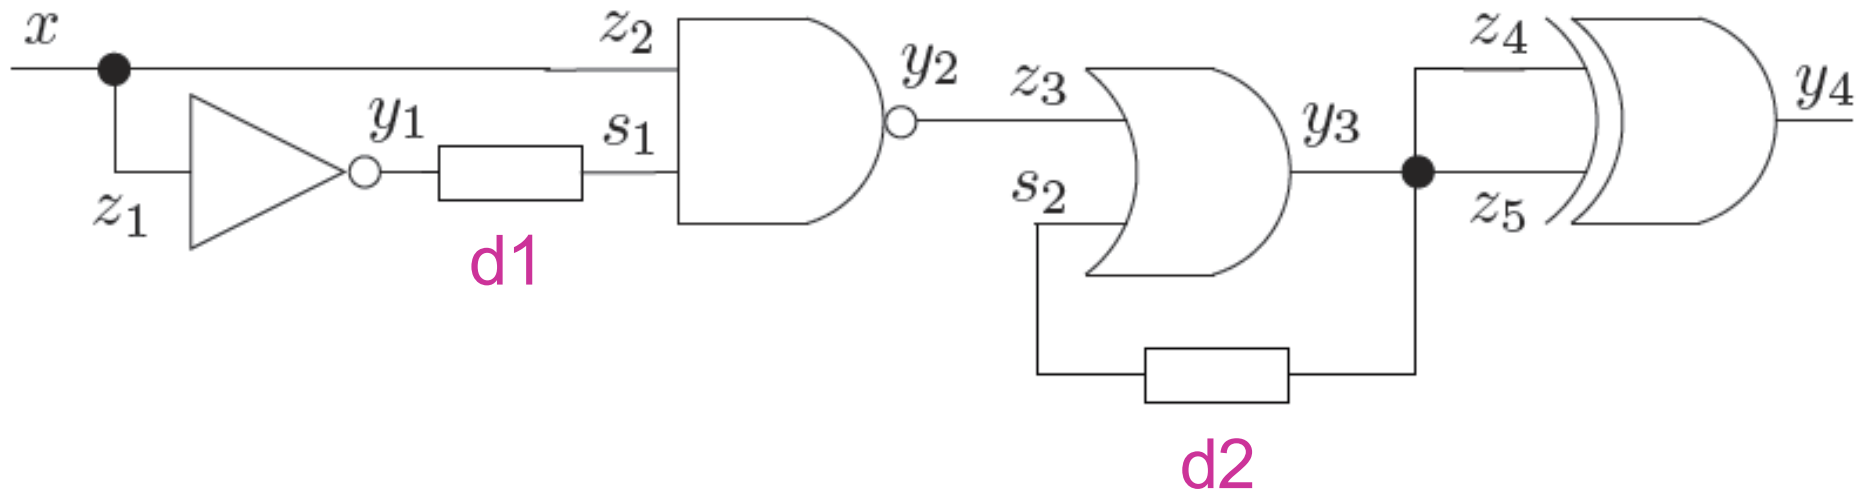 x
z₂
y₂
z₃
z₄
y₄
y₁
s₁
y₃
z₁
s₂
z₅
d1
d2